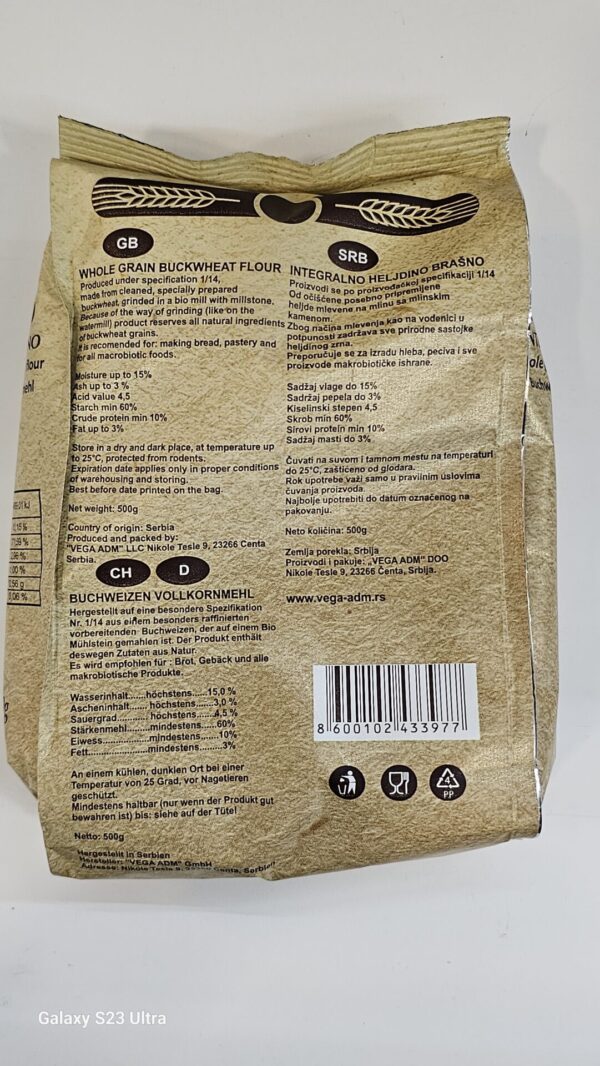 GB
WHOLE GRAIN BUCKWHEAT FLOUR
Produced under specification 1/14,
made from cleaned, specially prepared
buckwheat, grinded in a bio mill with millstone.
Because of the way of grinding (like on the
watermill) product reserves all natural ingredients
of buckwheat grains.
It is recomended for: making bread, pastery and
for all macrobiotic foods.
Moisture up to 15%
Ash up to 3 %
Acid value 4,5
Starch min 60%
Crude protein min 10%
Fat up to 3%
Store in a dry and dark place, at temperature up
to 25°C, protected from rodents.
Expiration date applies only in proper conditions
of warehousing and storing.
Best before date printed on the bag.
Net weight: 500g
Country of origin: Serbia
Produced and packed by:
"VEGA ADM" LLC Nikole Tesle 9, 23266 Čenta
Serbia.
CH D
BUCHWEIZEN VOLLKORNMEHL
Hergestellt auf eine besondere Spezifikation
Nr. 1/14 aus einem besonders raffinierten
vorbereitenden Buchweizen, der auf einem Bio
Mühlstein gemahlen ist. Der Produkt enthält
deswegen Zutaten aus Natur.
Es wird empfohlen für : Brot, Gebäck und alle
makrobiotische Produkte.
Wasserinhalt......höchstens......15,0 %
Ascheninhalt...... höchstens......3,0 %
Sauergrad........... höchstens......4,5 %
Stärkenmehl.......mindestens.....60%
Eiwess.................mindestens.....10%
Fett......................mindestens......3%
An einem kühlen, dunklen Ort bei einer
Temperatur von 25 Grad, vor Nagetieren
geschützt.
Mindestens haltbar (nur wenn der Produkt gut
bewahren ist) bis: siehe auf der Tüte!
Netto: 500g
Hergestellt in Serbien
Hersteller: "VEGA ADM" GmbH
Adresse: Nikole Tesle 9, Čenta, Serbien
SRB
INTEGRALNO HELJDINO BRAŠNO
Proizvodi se po proizvođačkoj specifikaciji 1/14
Od očišćene posebno pripremljene
heljde mlevene na mlinu sa mlinskim
kamenom.
Zbog načina mlevenja kao na vodenici u
potpunosti zadržava sve prirodne sastojke
heljdinog zrna.
Preporučuje se za izradu hleba, peciva i sve
proizvode makrobiotičke ishrane.
Sadžaj vlage do 15%
Sadržaj pepela do 3%
Kiselinski stepen 4,5
Skrob min 60%
Sirovi protein min 10%
Sadžaj masti do 3%
Čuvati na suvom i tamnom mestu na temperaturi
do 25°C, zaštićeno od glodara.
Rok upotrebe važi samo u pravilnim uslovima
čuvanja proizvoda.
Najbolje upotrebiti do datum označenog na
pakovanju.
Neto količina: 500g
Zemlja porekla: Srbija
Proizvodi i pakuje: „VEGA ADM" DOO
Nikole Tesle 9, 23266 Čenta, Srbija.
www.vega-adm.rs
8 600102 433977
PP
Galaxy S23 Ultra